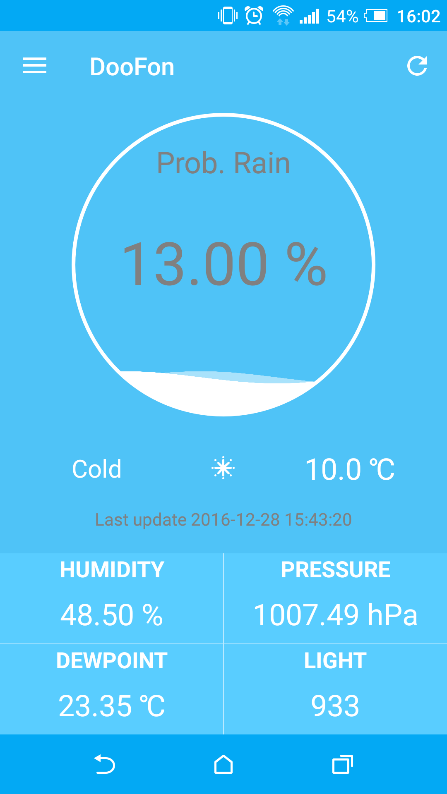 54% 16:02
DooFon
Prob. Rain
13.00 %
Cold 10.0 ℃
Last update 2016-12-28 15:43:20
HUMIDITY PRESSURE
48.50 % 1007.49 hPa
DEWPOINT LIGHT
23.35 ℃ 933